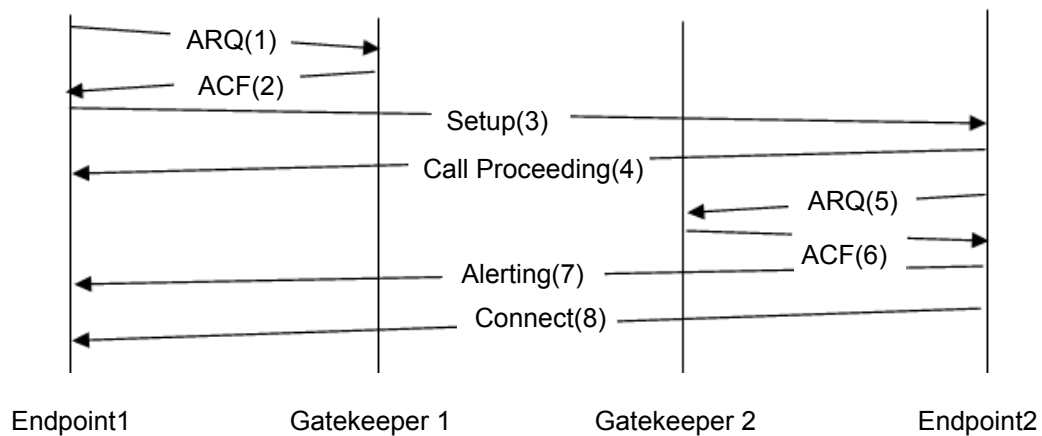 ARQ(1)
ACF(2)
Setup(3)
Call Proceeding(4)
ARQ(5)
ACF(6)
Alerting(7)
Connect(8)
Endpoint1 Gatekeeper 1 Gatekeeper 2 Endpoint2